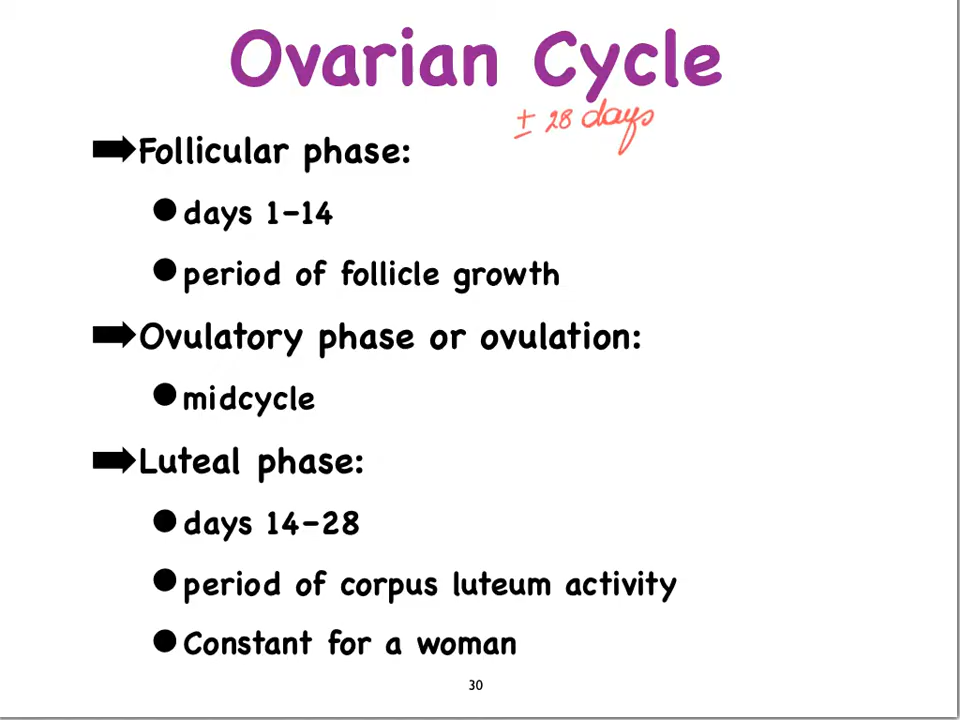 Ovarian Cycle
± 28 days
Follicular phase:
days 1-14
period of follicle growth
Ovulatory phase or ovulation:
midcycle
Luteal phase:
days 14-28
period of corpus luteum activity
Constant for a woman
30